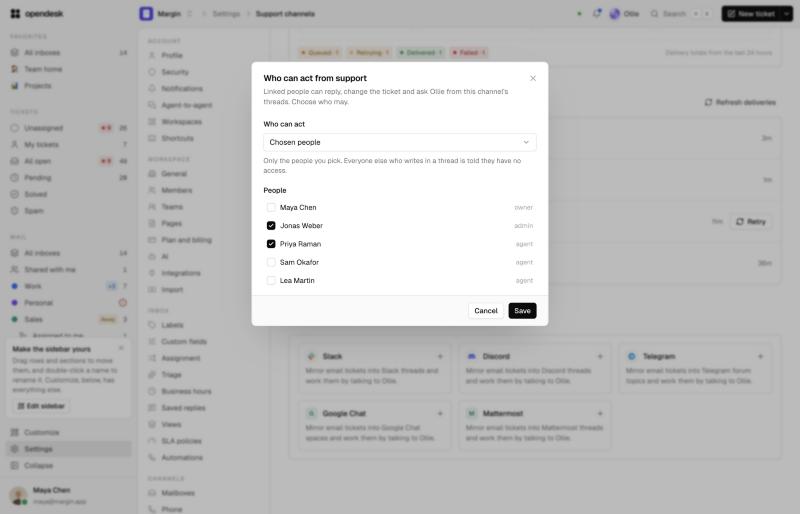 opendesk
Margin
Settings
Support channels
Ollie
Search
New ticket
FAVORITES
All inboxes 14
Team home
Projects
TICKETS
Unassigned 26
My tickets 7
All open
Pending 28
Solved
Spam
MAIL
All inboxes 14
Shared with me 1
Work +3 7
Personal
Sales Away 3
Assigned to me
Make the sidebar yours
Drag rows and sections to move
them, and double-click a name to
rename it. Customize, below, has
everything else.
Edit sidebar
Customize
Settings
Collapse
Maya Chen
maya@margin.app
ACCOUNT
Profile
Security
Notifications
Agent-to-agent
Workspaces
Shortcuts
WORKSPACE
General
Members
Teams
Pages
Plan and billing
AI
Integrations
Import
INBOX
Labels
Custom fields
Assignment
Triage
Business hours
Saved replies
Views
SLA policies
Automations
CHANNELS
Mailboxes
Phone
Queued · 1
Retrying · 1
Delivered · 1
Failed · 1
Delivery totals from the last 24 hours
Refresh deliveries
Retry
Who can act from support
Linked people can reply, change the ticket and ask Ollie from this channel's
threads. Choose who may.
Who can act
Chosen people
Only the people you pick. Everyone else who writes in a thread is told they have no
access.
People
Maya Chen owner
Jonas Weber admin
Priya Raman agent
Sam Okafor agent
Lea Martin agent
Cancel
Save
Slack
Mirror email tickets into Slack threads and
work them by talking to Ollie.
Discord
Mirror email tickets into Discord threads
and work them by talking to Ollie.
Telegram
Mirror email tickets into Telegram forum
topics and work them by talking to Ollie.
Google Chat
Mirror email tickets into Google Chat
spaces and work them by talking to Ollie.
Mattermost
Mirror email tickets into Mattermost threads
and work them by talking to Ollie.